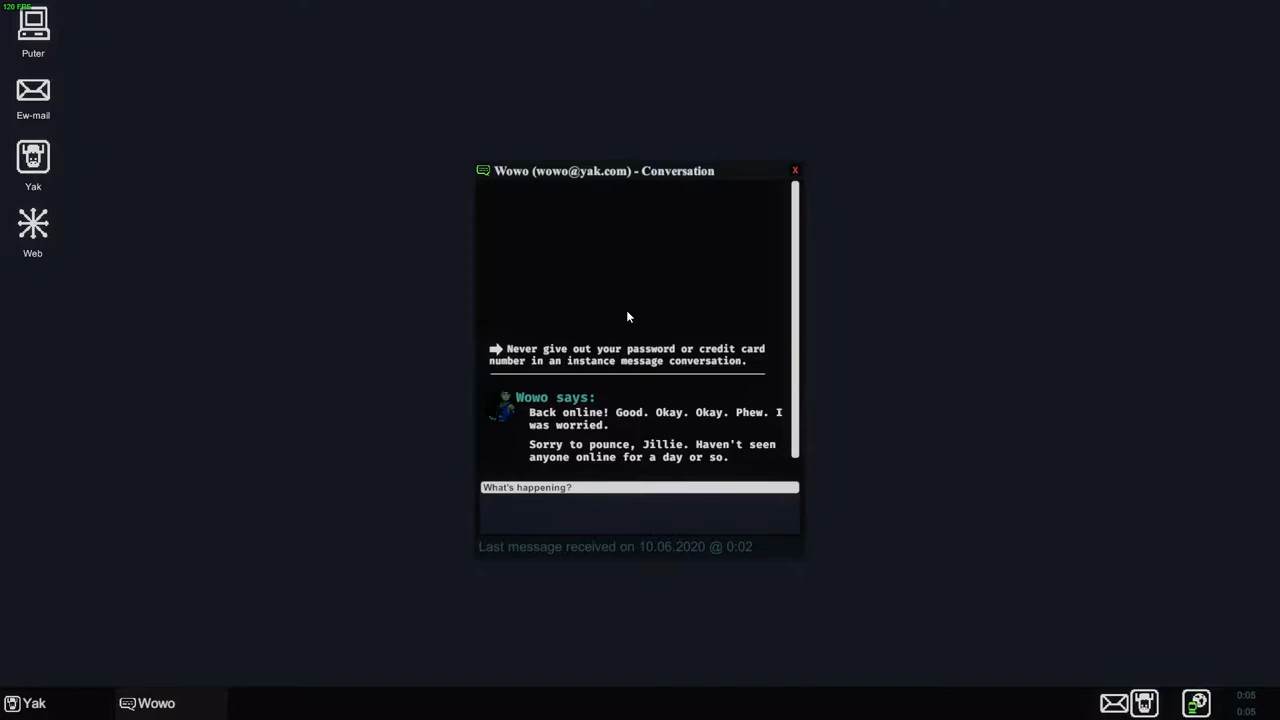 120 FPS
Puter
Ew-mail
Yak
Web
Wowo (wowo@yak.com) - Conversation
X
Never give out your password or credit card
number in an instance message conversation.
Wowo says:
Back online! Good. Okay. Okay. Phew. I
was worried.
Sorry to pounce, Jillie. Haven't seen
anyone online for a day or so.
What's happening?
Last message received on 10.06.2020 @ 0:02
Yak
Wowo
0:05
0:05